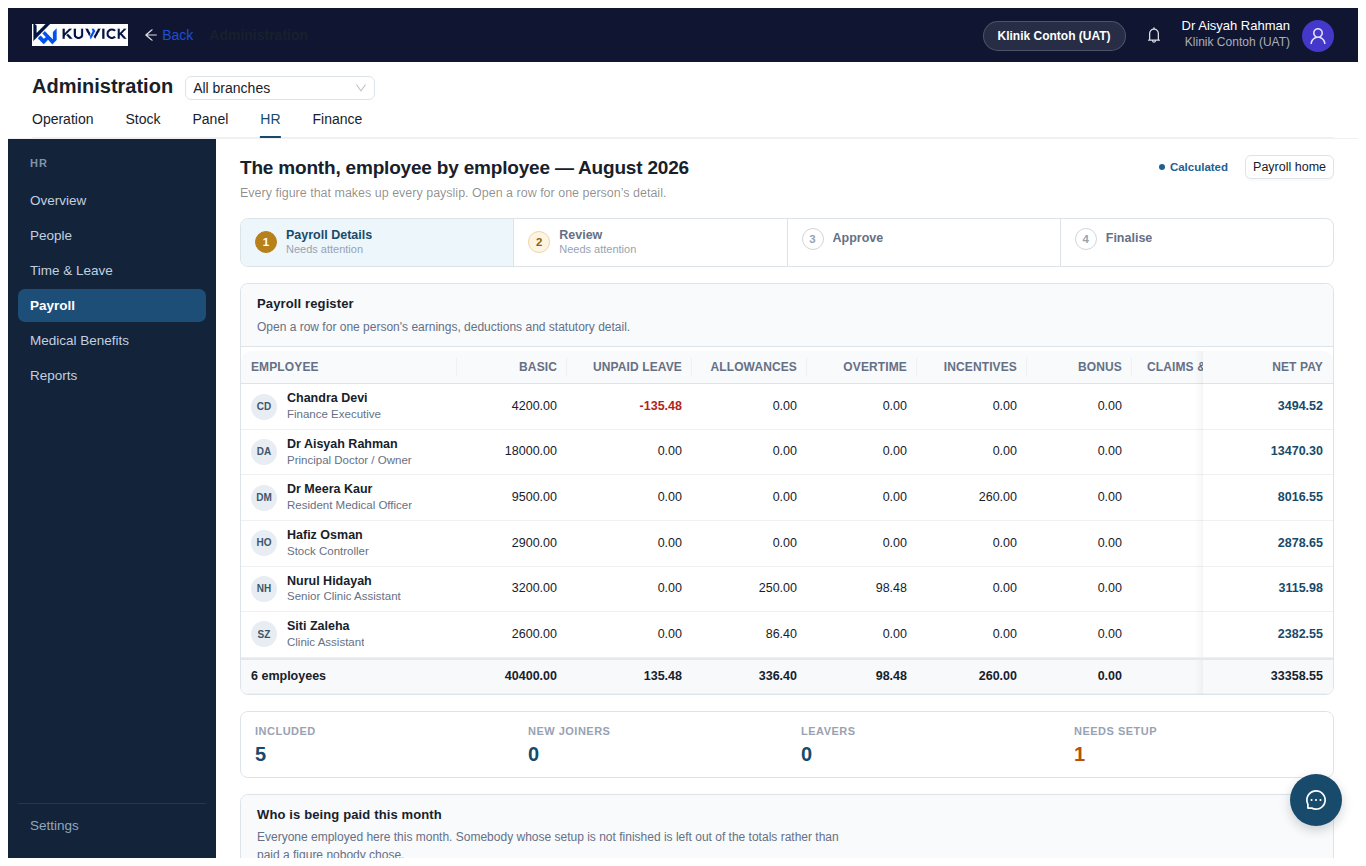 KUWICK
Back
Administration
Klinik Contoh (UAT)
Dr Aisyah Rahman
Klinik Contoh (UAT)
Administration
All branches
Operation
Stock
Panel
HR
Finance
HR
Overview
People
Time & Leave
Payroll
Medical Benefits
Reports
Settings
The month, employee by employee — August 2026
Every figure that makes up every payslip. Open a row for one person's detail.
Calculated
Payroll home
1 Payroll Details
Needs attention
2 Review
Needs attention
3 Approve
4 Finalise
Payroll register
Open a row for one person's earnings, deductions and statutory detail.
EMPLOYEE BASIC UNPAID LEAVE ALLOWANCES OVERTIME INCENTIVES BONUS CLAIMS & NET PAY
CD Chandra Devi 4200.00 -135.48 0.00 0.00 0.00 0.00 3494.52
Finance Executive
DA Dr Aisyah Rahman 18000.00 0.00 0.00 0.00 0.00 0.00 13470.30
Principal Doctor / Owner
DM Dr Meera Kaur 9500.00 0.00 0.00 0.00 260.00 0.00 8016.55
Resident Medical Officer
HO Hafiz Osman 2900.00 0.00 0.00 0.00 0.00 0.00 2878.65
Stock Controller
NH Nurul Hidayah 3200.00 0.00 250.00 98.48 0.00 0.00 3115.98
Senior Clinic Assistant
SZ Siti Zaleha 2600.00 0.00 86.40 0.00 0.00 0.00 2382.55
Clinic Assistant
6 employees 40400.00 135.48 336.40 98.48 260.00 0.00 33358.55
INCLUDED NEW JOINERS LEAVERS NEEDS SETUP
5 0 0 1
Who is being paid this month
Everyone employed here this month. Somebody whose setup is not finished is left out of the totals rather than
paid a figure nobody chose.